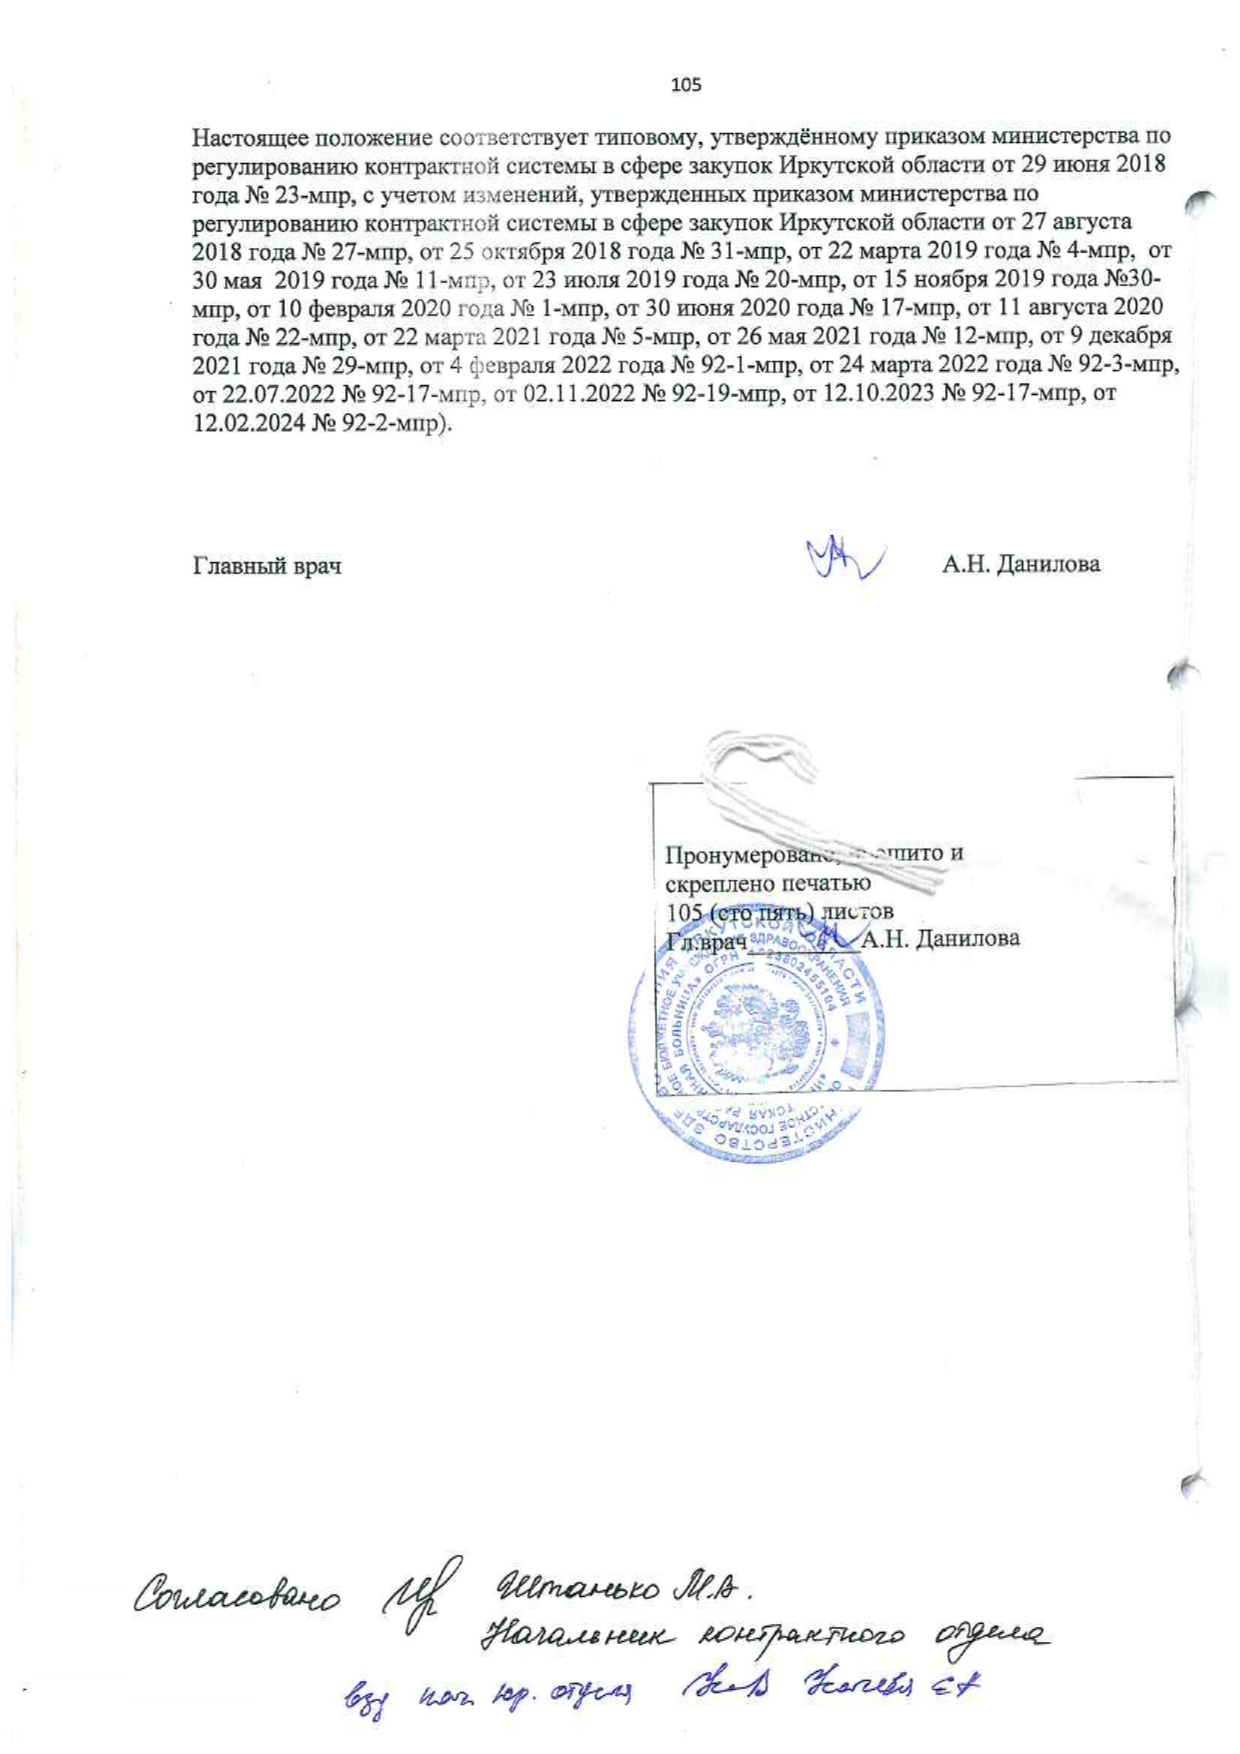 105
Настоящее положение соответствует типовому, утверждённому приказом министерства по
регулированию контрактной системы в сфере закупок Иркутской области от 29 июня 2018
года № 23-мпр, с учетом изменений, утвержденных приказом министерства по
регулированию контрактной системы в сфере закупок Иркутской области от 27 августа
2018 года № 27-мпр, от 25 октября 2018 года № 31-мпр, от 22 марта 2019 года № 4-мпр, от
30 мая 2019 года № 11-мпр, от 23 июля 2019 года № 20-мпр, от 15 ноября 2019 года №30-
мпр, от 10 февраля 2020 года № 1-мпр, от 30 июня 2020 года № 17-мпр, от 11 августа 2020
года № 22-мпр, от 22 марта 2021 года № 5-мпр, от 26 мая 2021 года № 12-мпр, от 9 декабря
2021 года № 29-мпр, от 4 февраля 2022 года № 92-1-мпр, от 24 марта 2022 года № 92-3-мпр,
от 22.07.2022 № 92-17-мпр, от 02.11.2022 № 92-19-мпр, от 12.10.2023 № 92-17-мпр, от
12.02.2024 № 92-2-мпр).
Главный врач А.Н. Данилова
Пронумеровано, и
скреплено печатью
105 (сто пять) листов
Гл.врач А.Н. Данилова
ИРКУТСКОЙ ОБЛАСТИ
ЗДРАВООХРАНЕНИЯ
БОЛЬНИЦА» ОГРН
Согласовано Штанько М.В.
Начальник контрактного отдела
нач. юр. отдела